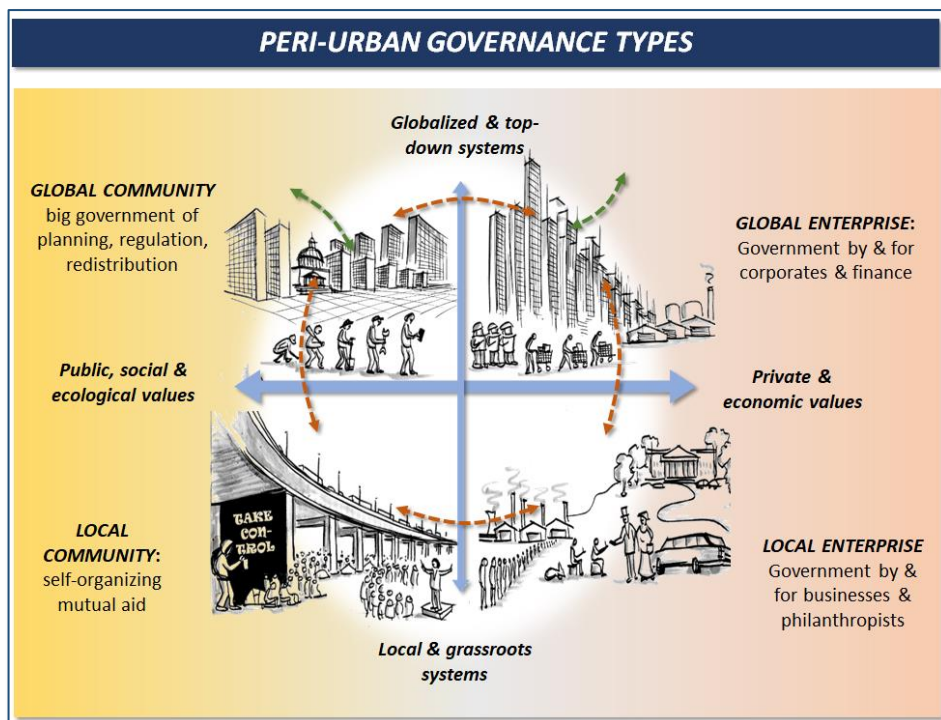 PERI-URBAN GOVERNANCE TYPES
Globalized & top-
down systems
GLOBAL COMMUNITY
big government of
planning, regulation,
redistribution
GLOBAL ENTERPRISE:
Government by & for
corporates & finance
Public, social &
ecological values
Private &
economic values
TAKE
CON-
TROL
LOCAL
COMMUNITY:
self-organizing
mutual aid
LOCAL ENTERPRISE
Government by &
for businesses &
philanthropists
Local & grassroots
systems